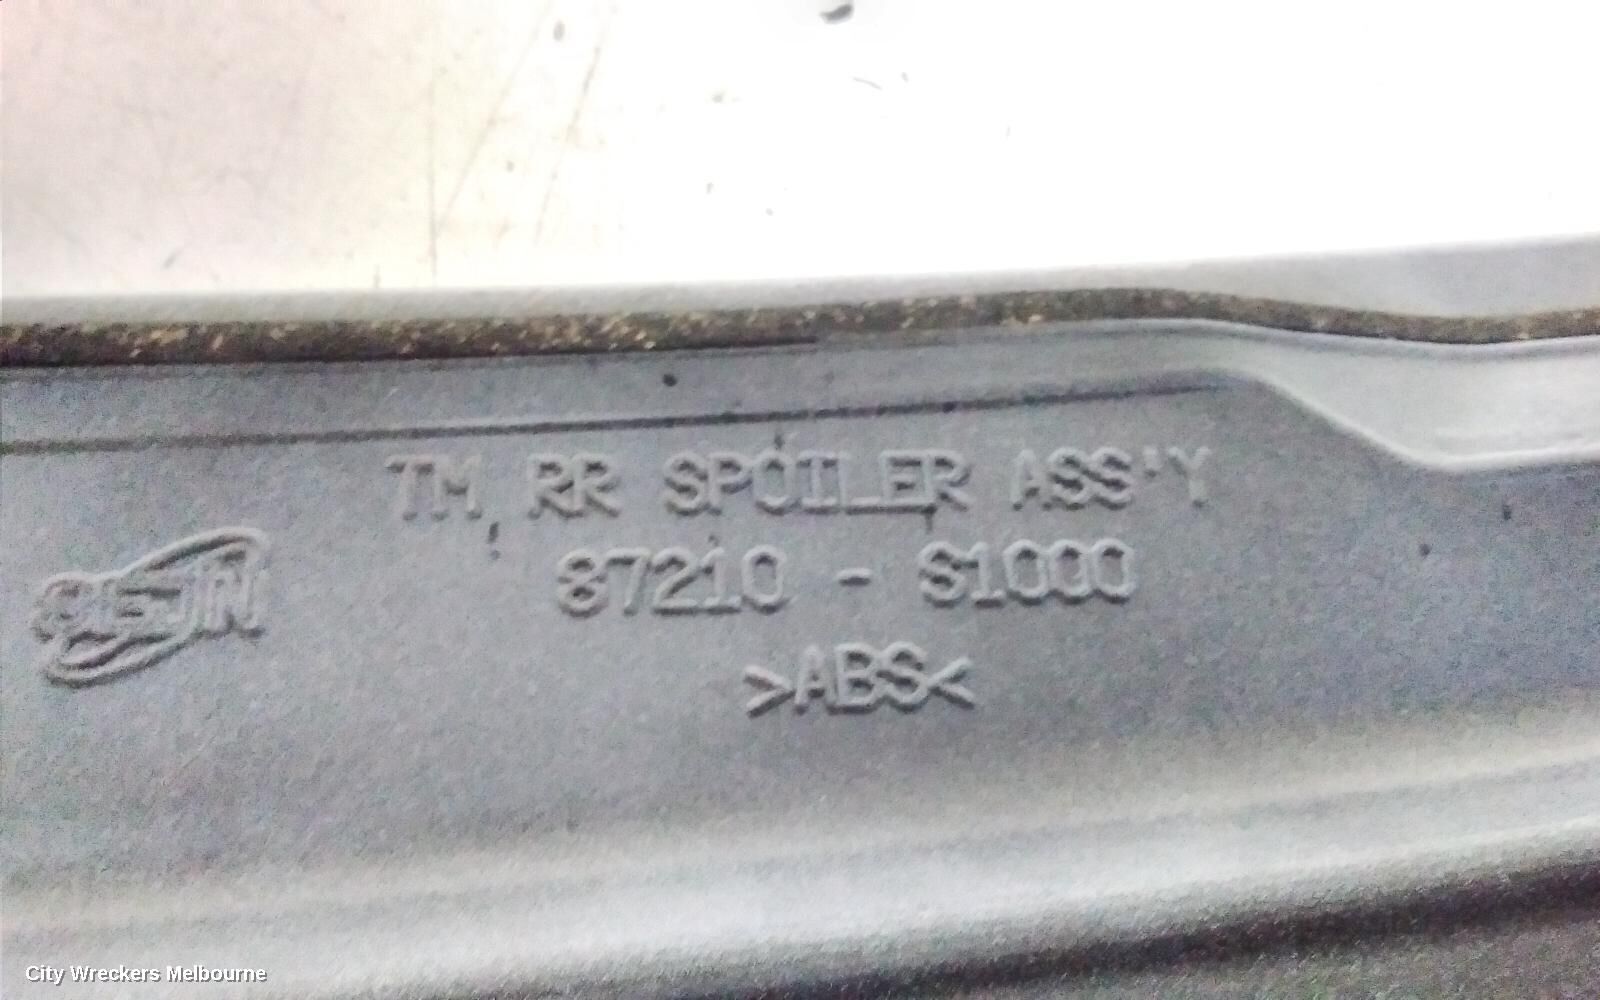 TM RR SPOILER ASS'Y
87210 - S1000
>ABS<
City Wreckers Melbourne